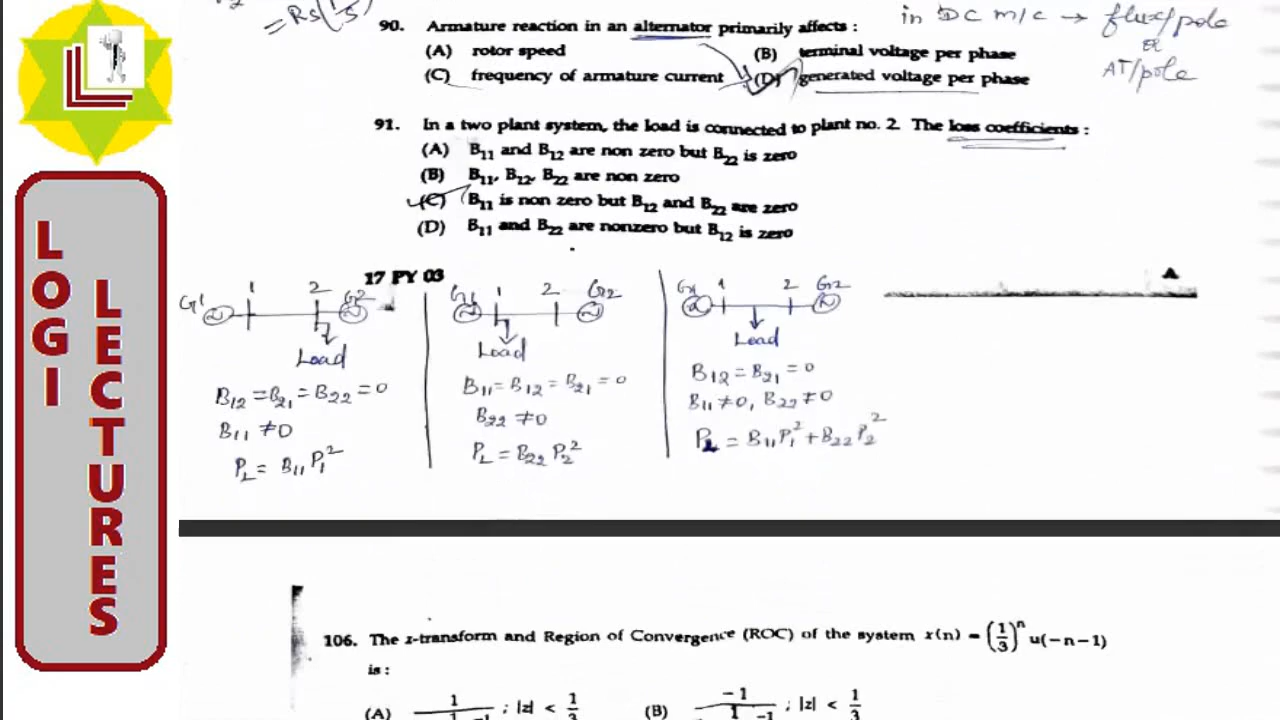 = Rs(
90. Armature reaction in an alternator primarily affects :
in DC m/c → flux/pole
or
AT/pole
(A) rotor speed
(B) terminal voltage per phase
(C) frequency of armature current
(D) generated voltage per phase
91. In a two plant system, the load is connected to plant no. 2. The loss coefficients :
(A) B11 and B12 are non zero but B22 is zero
(B) B11, B12, B22 are non zero
(C) B11 is non zero but B12 and B22 are zero
(D) B11 and B22 are nonzero but B12 is zero
17 PY 03
A
G1 1 2 G2
Load
B12 = B21 = B22 = 0
B11 ≠ 0
PL = B11 P1²
G1 1 2 G2
Load
B11 = B12 = B21 = 0
B22 ≠ 0
PL = B22 P2²
G1 1 2 G2
Load
B12 = B21 = 0
B11 ≠ 0, B22 ≠ 0
PL = B11 P1² + B22 P2²
106. The z-transform and Region of Convergence (ROC) of the system x(n) = (1/3)ⁿ u(−n−1)
is :
(A) 1 ; |z| < 1/3
(B) −1 ; |z| < 1/3
LOGI
LECTURES